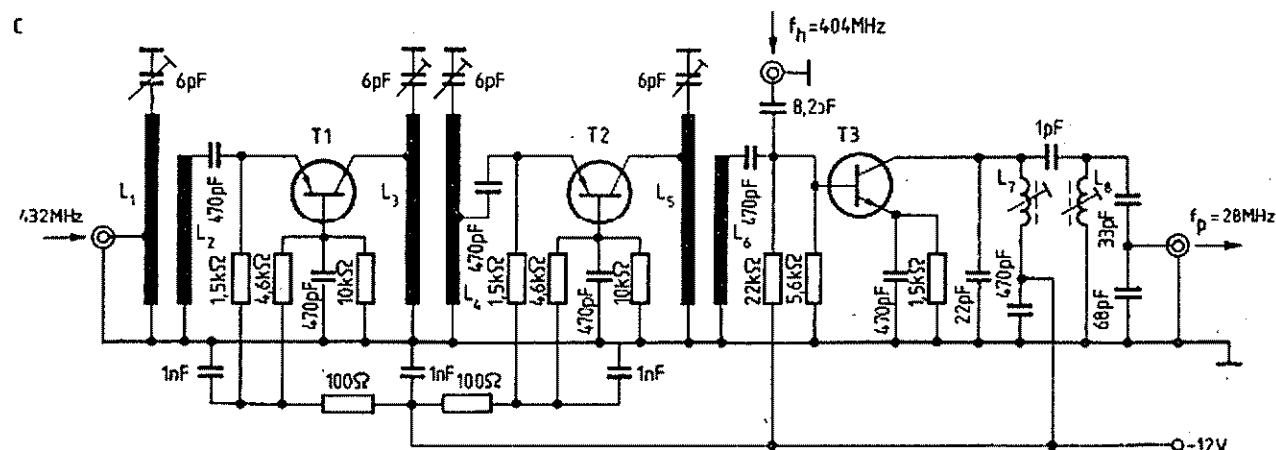 C
6pF
6pF
6pF
6pF
f_h=404MHz
8,2pF
T1
T2
T3
1pF
L1
L2
L3
L4
L5
L6
L7
L8
432MHz
470pF
1,5kΩ
4,6kΩ
470pF
10kΩ
470pF
1,5kΩ
4,6kΩ
470pF
10kΩ
470pF
22kΩ
5,6kΩ
470pF
1,5kΩ
22pF
470pF
33pF
68pF
f_p=28MHz
1nF
100Ω
1nF
100Ω
1nF
-12V